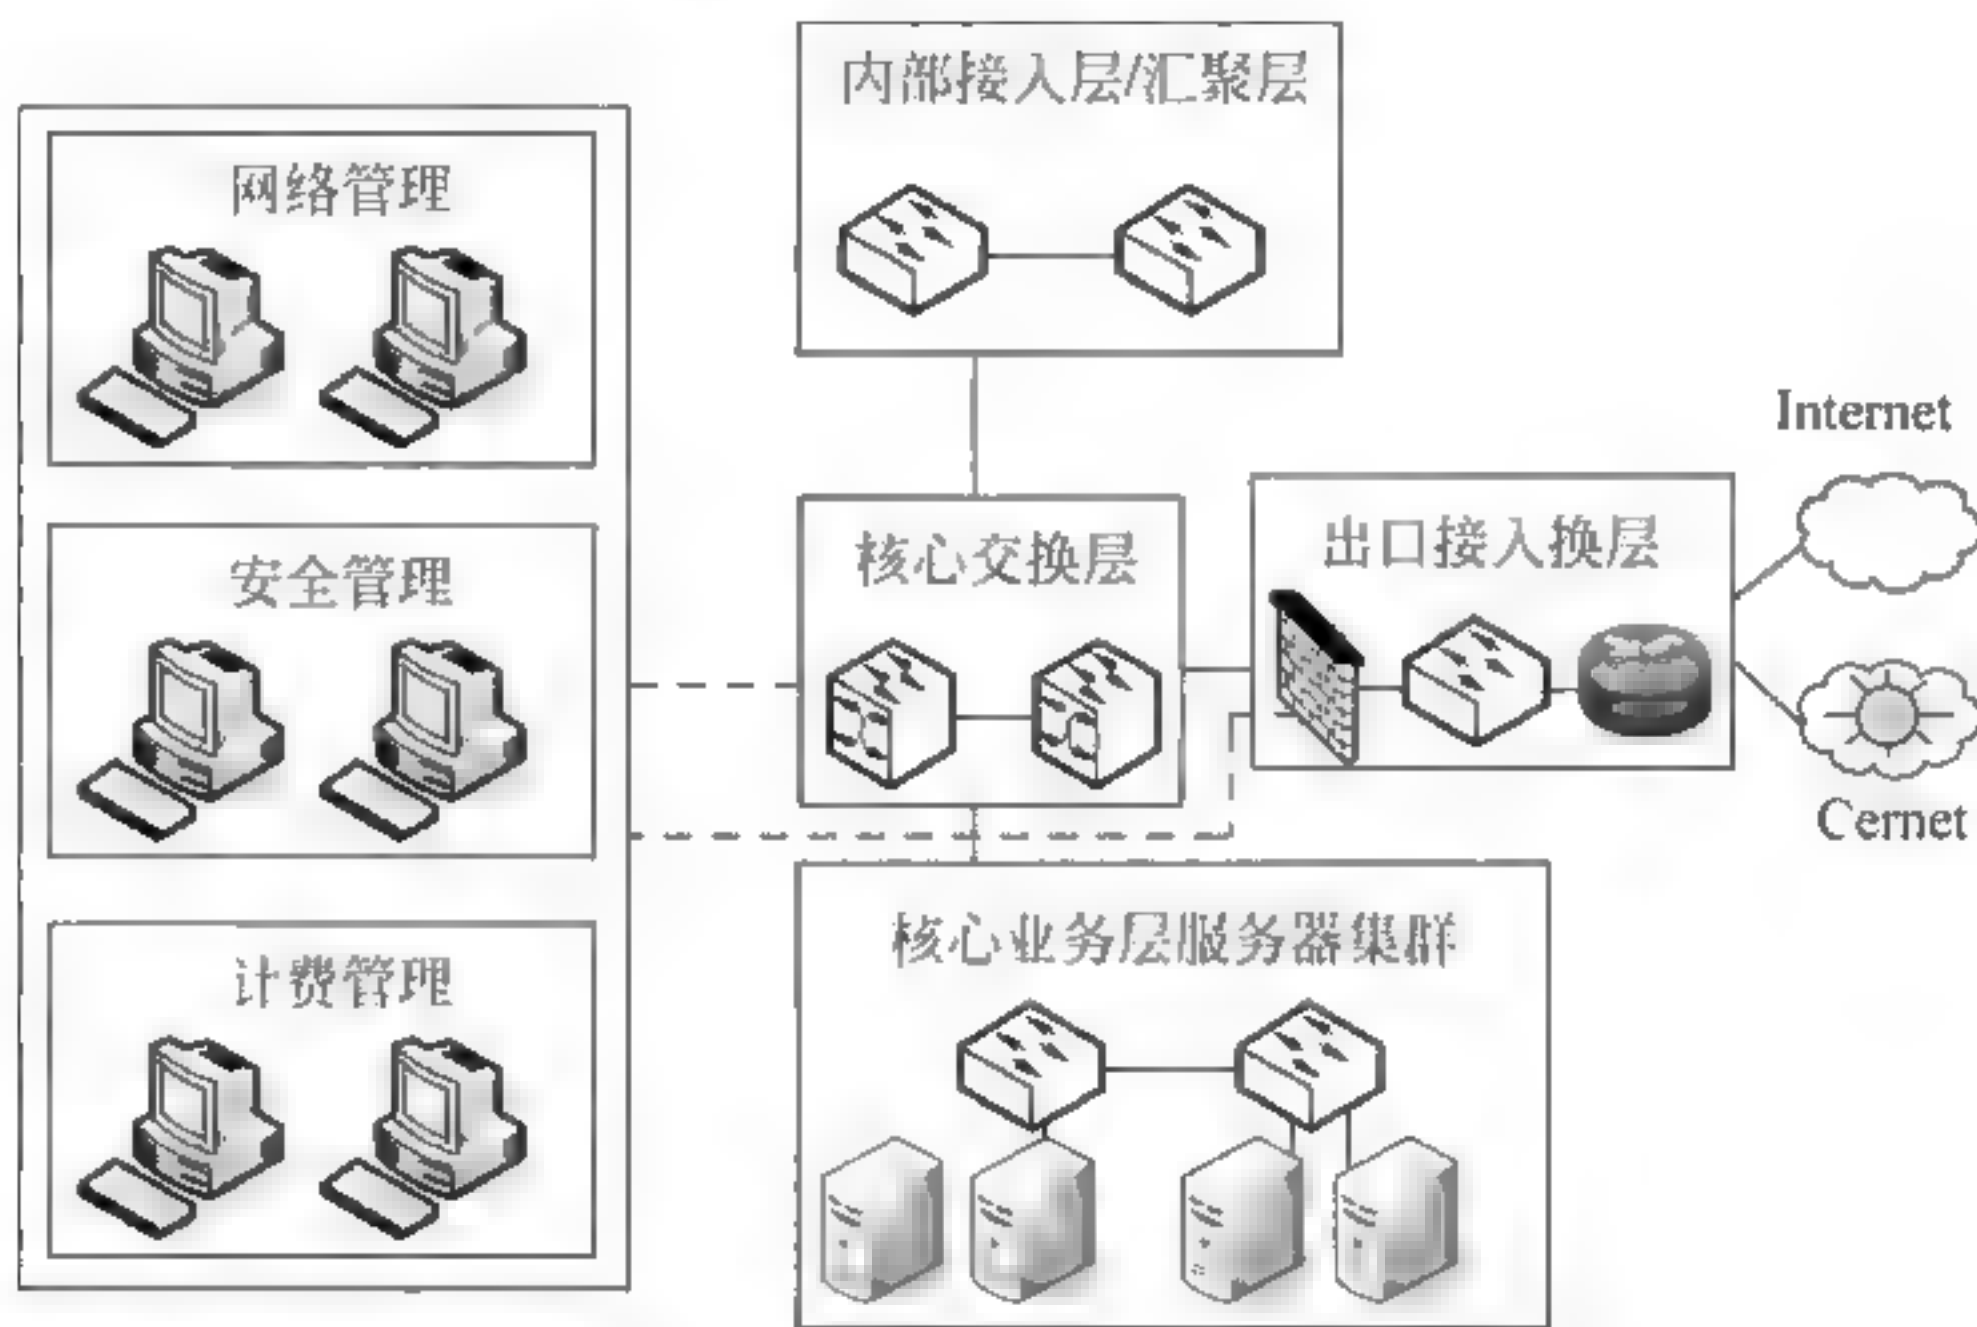 内部接入层/汇聚层
网络管理
Internet
核心交换层
出口接入换层
安全管理
Cernet
核心业务层服务器集群
计费管理